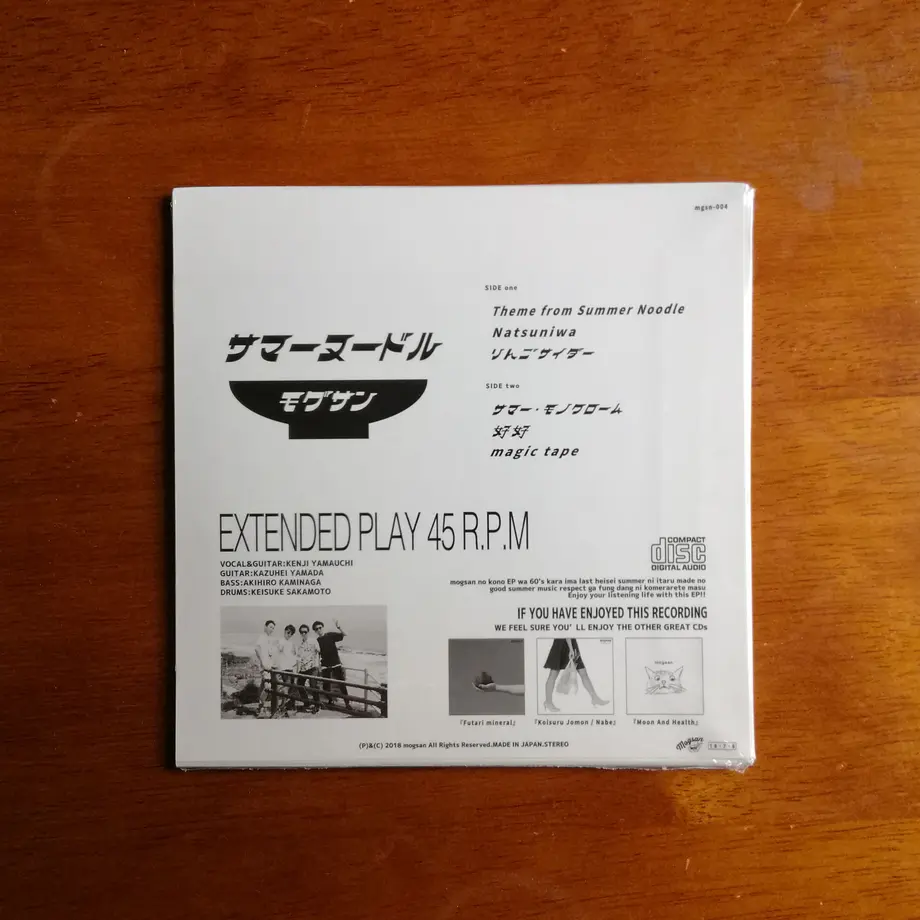 mgsn-004
サマーヌードル
モグサン
SIDE one
Theme from Summer Noodle
Natsuniwa
りんごサイダー
SIDE two
サマー・モノクローム
好好
magic tape
EXTENDED PLAY 45 R.P.M
VOCAL&GUITAR:KENJI YAMAUCHI
GUITAR:KAZUHEI YAMADA
BASS:AKIHIRO KAMINAGA
DRUMS:KEISUKE SAKAMOTO
COMPACT
disc
DIGITAL AUDIO
mogsan no kono EP wa 60's kara ima last heisei summer ni itaru made no
good summer music respect ga fung dang ni komerarete masu
Enjoy your listening life with this EP!!
IF YOU HAVE ENJOYED THIS RECORDING
WE FEEL SURE YOU'LL ENJOY THE OTHER GREAT CDs
mogsan
『Futari mineral』
『Koisuru Jomon / Nabe』
『Moon And Health』
(P)&(C) 2018 mogsan All Rights Reserved.MADE IN JAPAN.STEREO
Mogsan